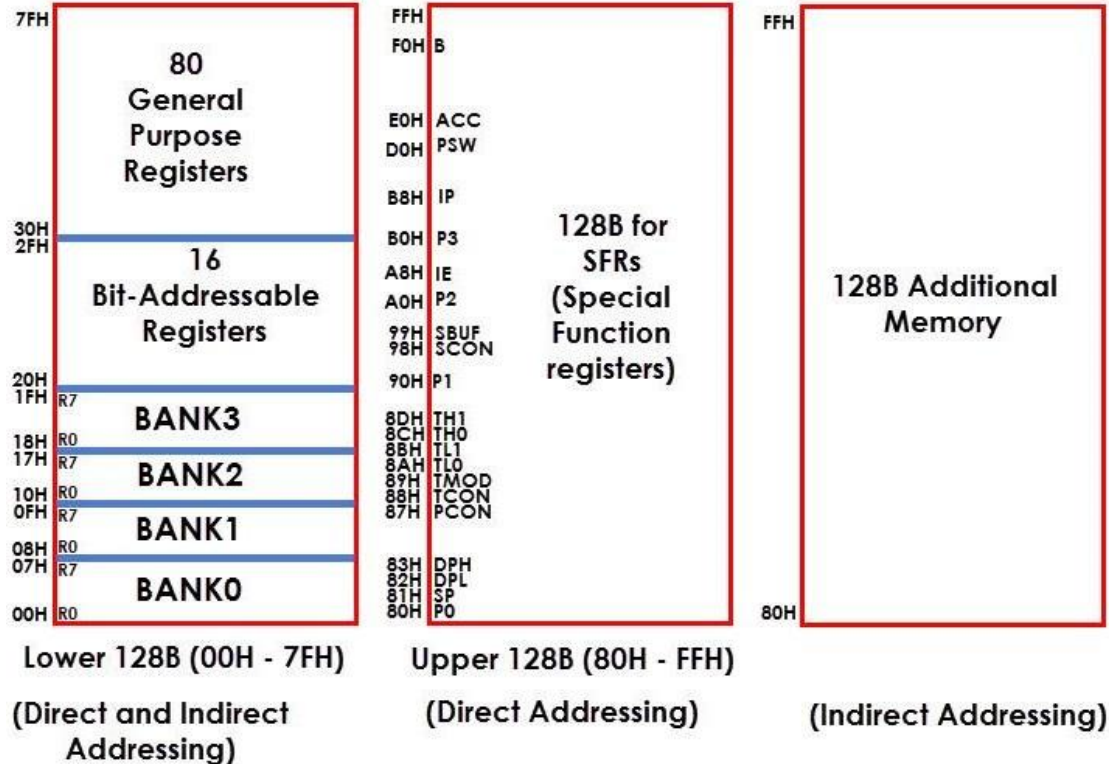 7FH
80
General
Purpose
Registers
30H
2FH
16
Bit-Addressable
Registers
20H
1FH R7
BANK3
18H R0
17H R7
BANK2
10H R0
0FH R7
BANK1
08H R0
07H R7
BANK0
00H R0
Lower 128B (00H - 7FH)
(Direct and Indirect
Addressing)
FFH
F0H B
E0H ACC
D0H PSW
B8H IP
B0H P3
A8H IE
A0H P2
99H SBUF
98H SCON
90H P1
8DH TH1
8CH TH0
8BH TL1
8AH TL0
89H TMOD
88H TCON
87H PCON
83H DPH
82H DPL
81H SP
80H P0
128B for
SFRs
(Special
Function
registers)
Upper 128B (80H - FFH)
(Direct Addressing)
FFH
128B Additional
Memory
80H
(Indirect Addressing)